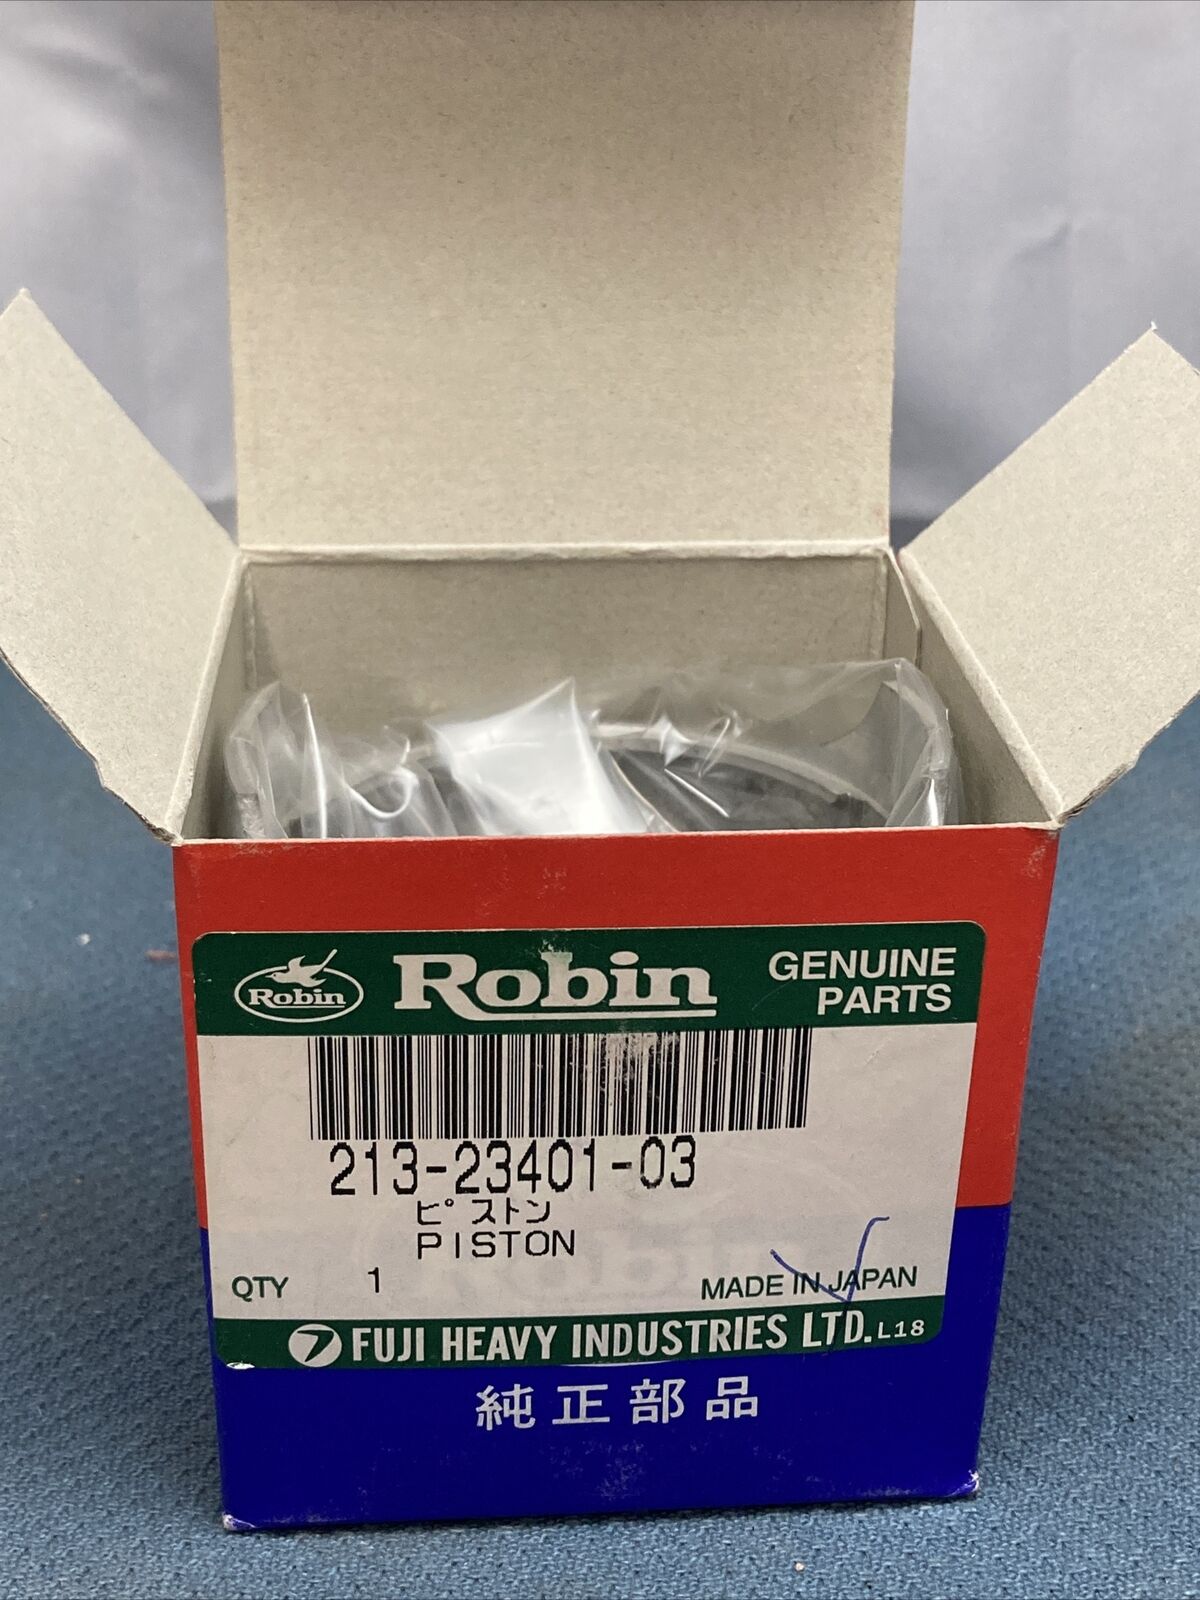 Robin
Robin
GENUINE
PARTS
213-23401-03
ピストン
PISTON
QTY 1 MADE IN JAPAN
FUJI HEAVY INDUSTRIES LTD. L18
純正部品